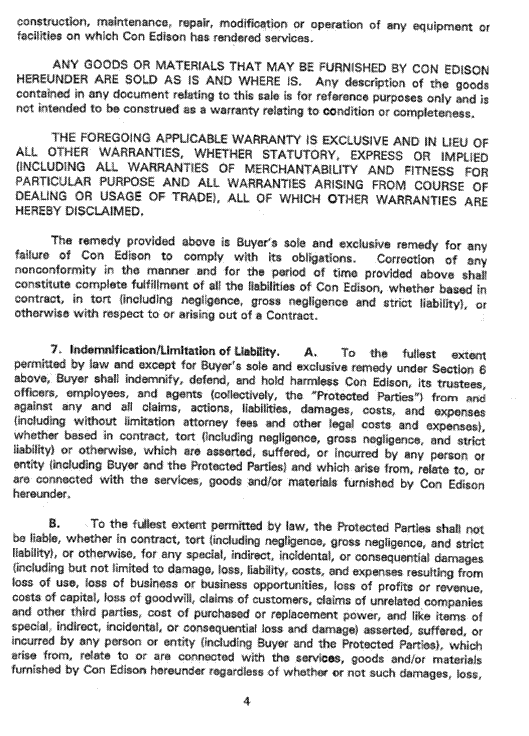 construction, maintenance, repair, modification or operation of any equipment or
facilities on which Con Edison has rendered services.
ANY GOODS OR MATERIALS THAT MAY BE FURNISHED BY CON EDISON
HEREUNDER ARE SOLD AS IS AND WHERE IS. Any description of the goods
contained in any document relating to this sale is for reference purposes only and is
not intended to be construed as a warranty relating to condition or completeness.
THE FOREGOING APPLICABLE WARRANTY IS EXCLUSIVE AND IN LIEU OF
ALL OTHER WARRANTIES, WHETHER STATUTORY, EXPRESS OR IMPLIED
(INCLUDING ALL WARRANTIES OF MERCHANTABILITY AND FITNESS FOR
PARTICULAR PURPOSE AND ALL WARRANTIES ARISING FROM COURSE OF
DEALING OR USAGE OF TRADE), ALL OF WHICH OTHER WARRANTIES ARE
HEREBY DISCLAIMED.
The remedy provided above is Buyer's sole and exclusive remedy for any
failure of Con Edison to comply with its obligations. Correction of any
nonconformity in the manner and for the period of time provided above shall
constitute complete fulfillment of all the liabilities of Con Edison, whether based in
contract, in tort (including negligence, gross negligence and strict liability), or
otherwise with respect to or arising out of a Contract.
7. Indemnification/Limitation of Liability. A. To the fullest extent
permitted by law and except for Buyer's sole and exclusive remedy under Section 6
above, Buyer shall indemnify, defend, and hold harmless Con Edison, its trustees,
officers, employees, and agents (collectively, the "Protected Parties") from and
against any and all claims, actions, liabilities, damages, costs, and expenses
(including without limitation attorney fees and other legal costs and expenses),
whether based in contract, tort (including negligence, gross negligence, and strict
liability) or otherwise, which are asserted, suffered, or incurred by any person or
entity (including Buyer and the Protected Parties) and which arise from, relate to, or
are connected with the services, goods and/or materials furnished by Con Edison
hereunder.
B. To the fullest extent permitted by law, the Protected Parties shall not
be liable, whether in contract, tort (including negligence, gross negligence, and strict
liability), or otherwise, for any special, indirect, incidental, or consequential damages
(including but not limited to damage, loss, liability, costs, and expenses resulting from
loss of use, loss of business or business opportunities, loss of profits or revenue,
costs of capital, loss of goodwill, claims of customers, claims of unrelated companies
and other third parties, cost of purchased or replacement power, and like items of
special, indirect, incidental, or consequential loss and damage) asserted, suffered, or
incurred by any person or entity (including Buyer and the Protected Parties), which
arise from, relate to or are connected with the services, goods and/or materials
furnished by Con Edison hereunder regardless of whether or not such damages, loss,
4